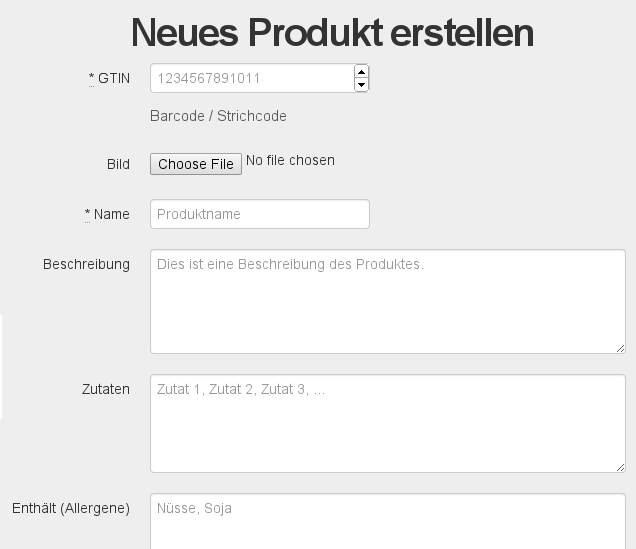 Neues Produkt erstellen
* GTIN 1234567891011
Barcode / Strichcode
Bild Choose File No file chosen
* Name Produktname
Beschreibung Dies ist eine Beschreibung des Produktes.
Zutaten Zutat 1, Zutat 2, Zutat 3, ...
Enthält (Allergene) Nüsse, Soja